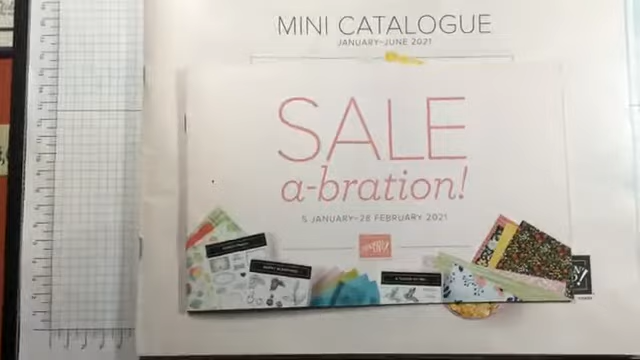 MINI CATALOGUE
JANUARY–JUNE 2021
SALE
a-bration!
5 JANUARY–28 FEBRUARY 2021